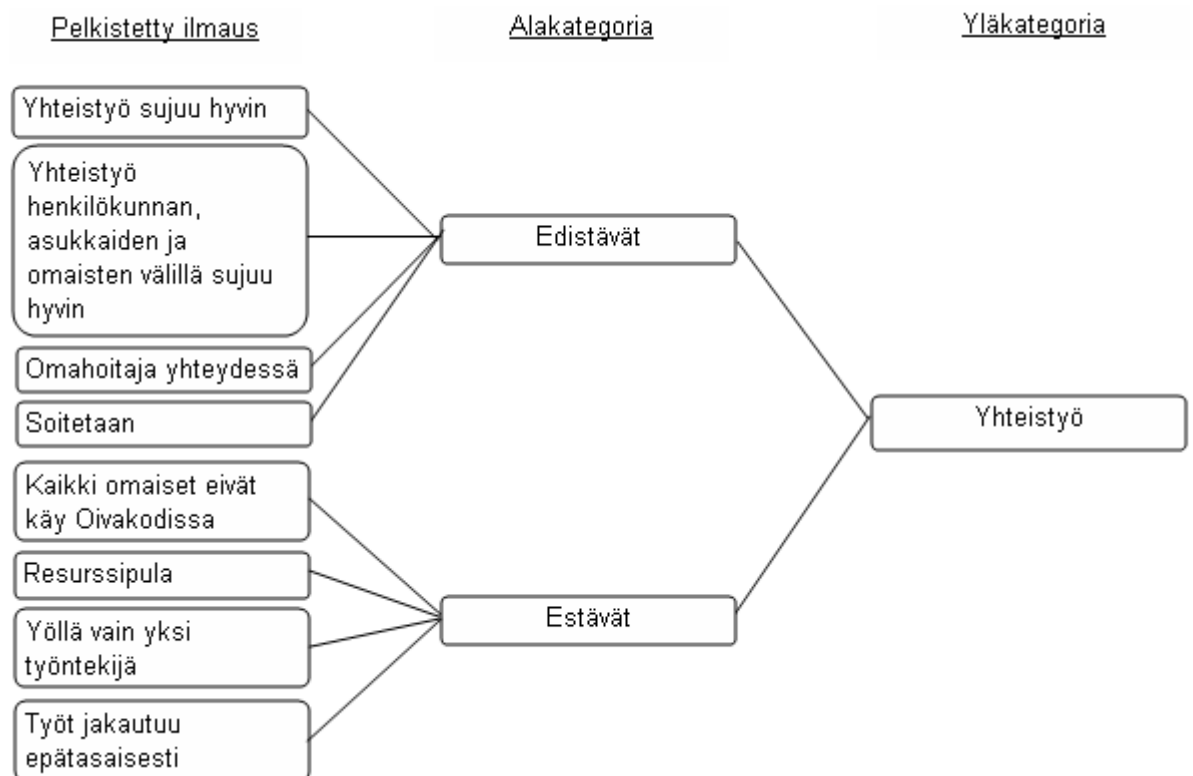 Pelkistetty ilmaus
Alakategoria
Yläkategoria
Yhteistyö sujuu hyvin
Yhteistyö
henkilökunnan,
asukkaiden ja
omaisten välillä sujuu
hyvin
Omahoitaja yhteydessä
Soitetaan
Kaikki omaiset eivät
käy Oivakodissa
Resurssipula
Yöllä vain yksi
työntekijä
Työt jakautuu
epätasaisesti
Edistävät
Estävät
Yhteistyö